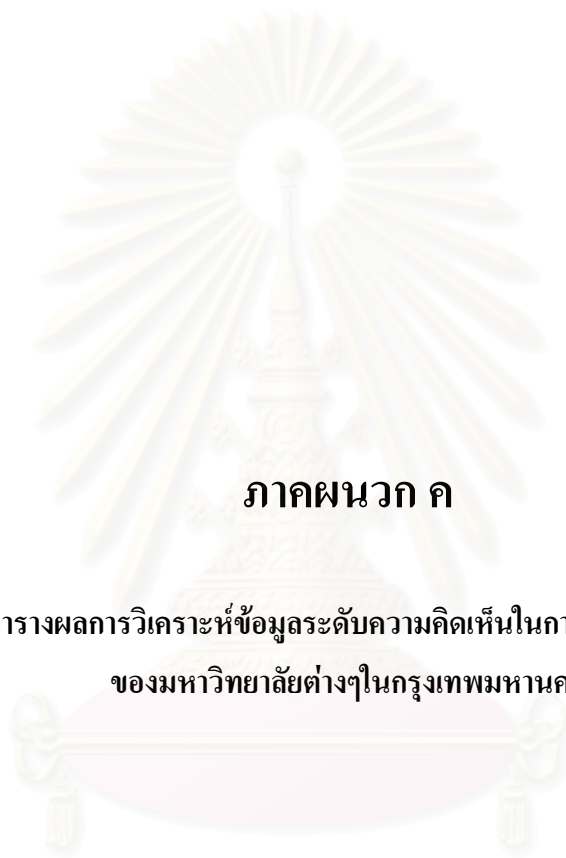 ภาคผนวก ค
ารางผลการวิเคราะห์ข้อมูลระดับความคิดเห็นในกา
ของมหาวิทยาลัยต่างๆในกรุงเทพมหานค